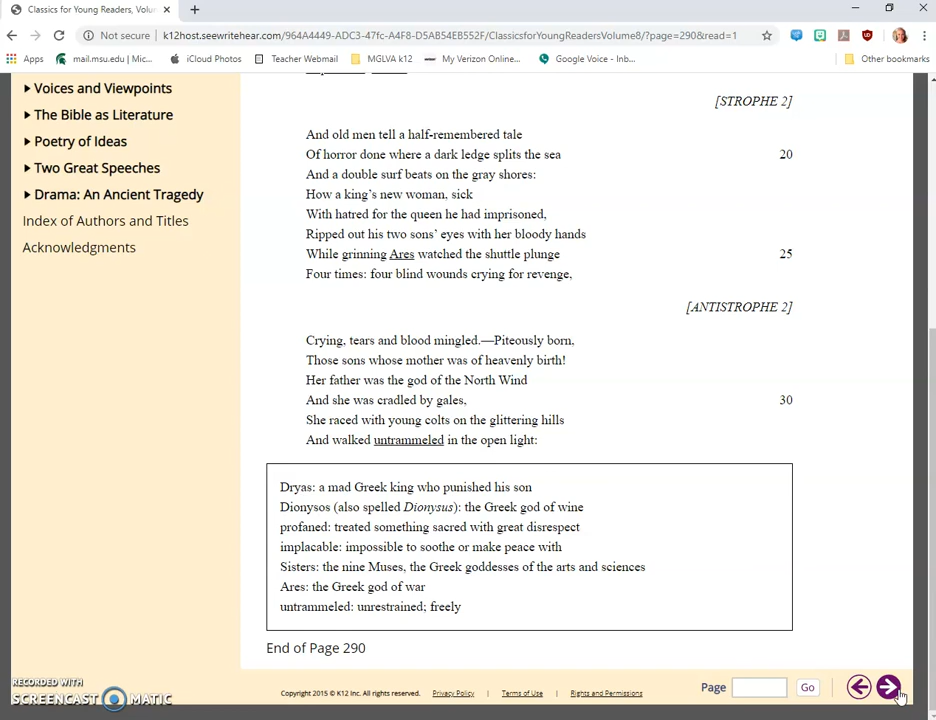 Classics for Young Readers, Volum
Not secure | k12host.seewritehear.com/964A4449-ADC3-47fc-A4F8-D5AB54EB552F/ClassicsforYoungReadersVolume8/?page=290&read=1
Apps
mail.msu.edu | Mic...
iCloud Photos
Teacher Webmail
MGLVA k12
My Verizon Online...
Google Voice - Inb...
Other bookmarks
Voices and Viewpoints
The Bible as Literature
Poetry of Ideas
Two Great Speeches
Drama: An Ancient Tragedy
Index of Authors and Titles
Acknowledgments
[STROPHE 2]
And old men tell a half-remembered tale
Of horror done where a dark ledge splits the sea 20
And a double surf beats on the gray shores:
How a king's new woman, sick
With hatred for the queen he had imprisoned,
Ripped out his two sons' eyes with her bloody hands
While grinning Ares watched the shuttle plunge 25
Four times: four blind wounds crying for revenge,
[ANTISTROPHE 2]
Crying, tears and blood mingled.—Piteously born,
Those sons whose mother was of heavenly birth!
Her father was the god of the North Wind
And she was cradled by gales, 30
She raced with young colts on the glittering hills
And walked untrammeled in the open light:
Dryas: a mad Greek king who punished his son
Dionysos (also spelled Dionysus): the Greek god of wine
profaned: treated something sacred with great disrespect
implacable: impossible to soothe or make peace with
Sisters: the nine Muses, the Greek goddesses of the arts and sciences
Ares: the Greek god of war
untrammeled: unrestrained; freely
End of Page 290
RECORDED WITH
SCREENCAST MATIC
Copyright 2015 © K12 Inc. All rights reserved. Privacy Policy | Terms of Use | Rights and Permissions
Page
Go